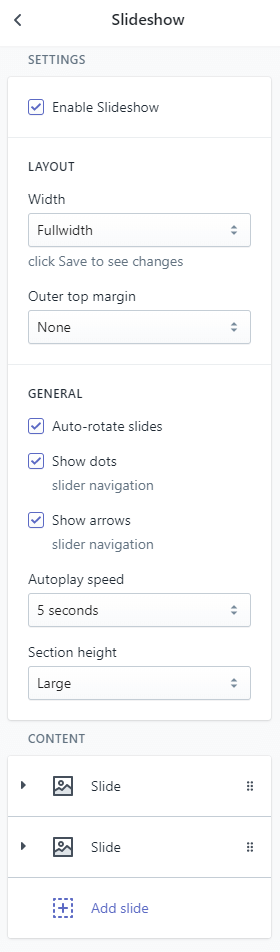 Slideshow
SETTINGS
Enable Slideshow
LAYOUT
Width
Fullwidth
click Save to see changes
Outer top margin
None
GENERAL
Auto-rotate slides
Show dots
slider navigation
Show arrows
slider navigation
Autoplay speed
5 seconds
Section height
Large
CONTENT
Slide
Slide
Add slide